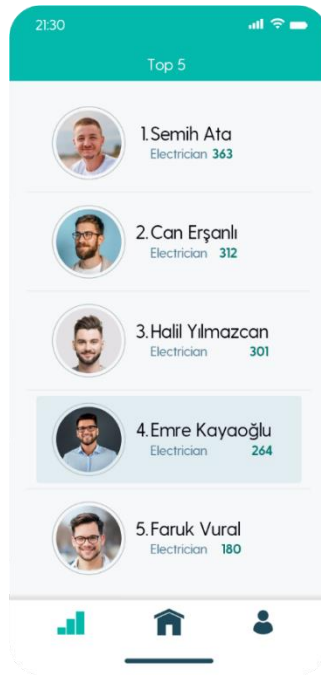 21:30
Top 5
1. Semih Ata
Electrician 363
2. Can Erşanlı
Electrician 312
3. Halil Yılmazcan
Electrician 301
4. Emre Kayaoğlu
Electrician 264
5. Faruk Vural
Electrician 180